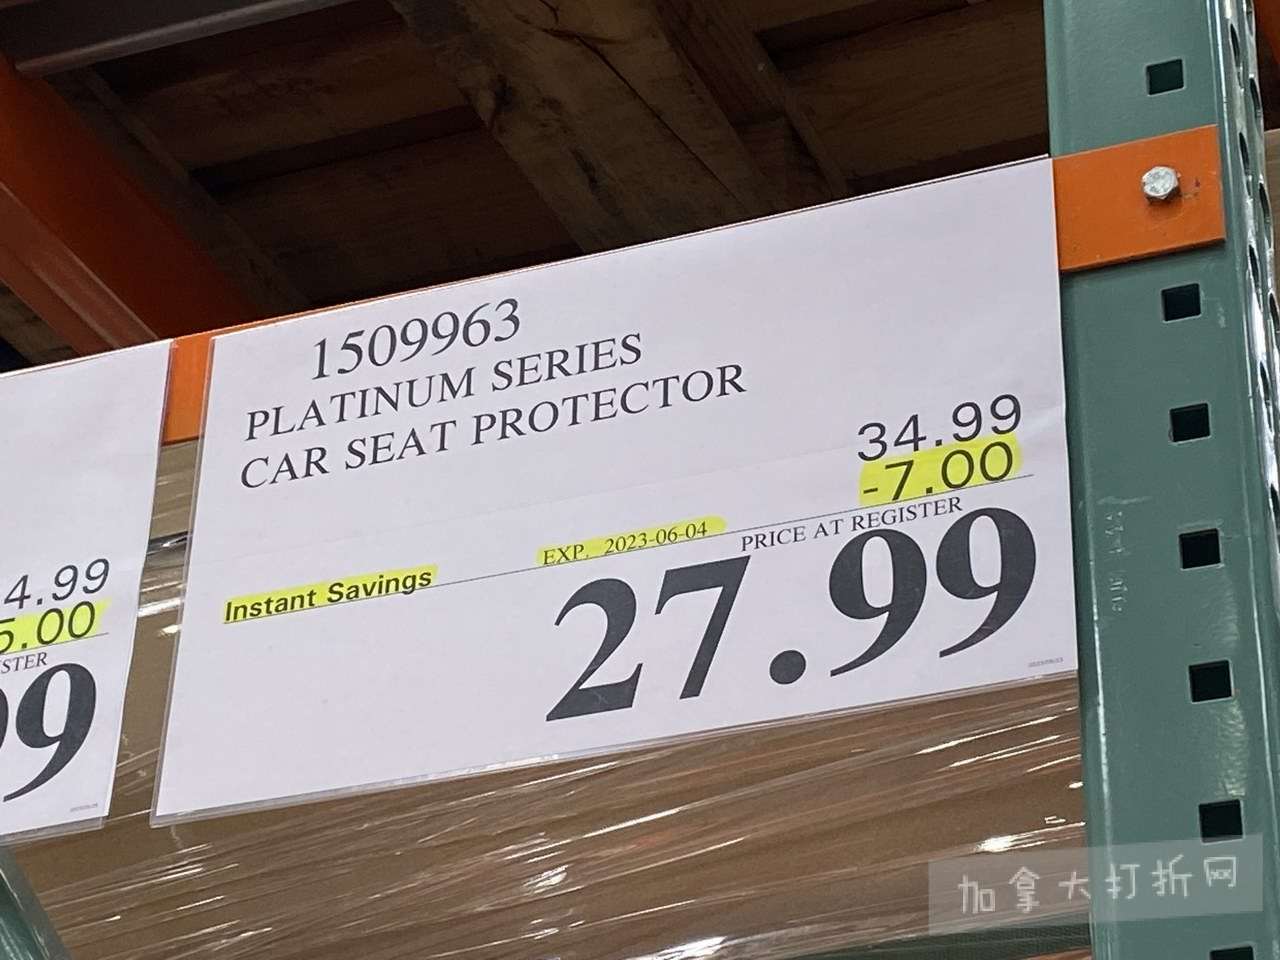 1509963
PLATINUM SERIES
CAR SEAT PROTECTOR
34.99
-7.00
EXP. 2023-06-04
PRICE AT REGISTER
Instant Savings
27.99
4.99
5.00
STER
99
加拿大打折网